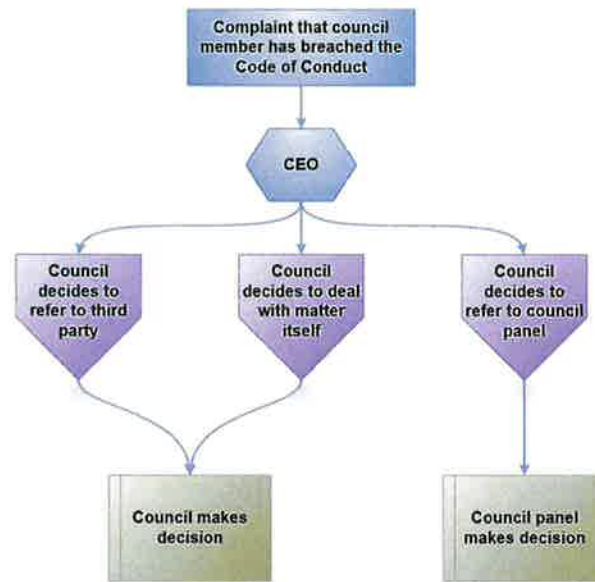 Complaint that council
member has breached the
Code of Conduct
CEO
Council
decides to
refer to third
party
Council
decides to deal
with matter
itself
Council
decides to
refer to council
panel
Council makes
decision
Council panel
makes decision